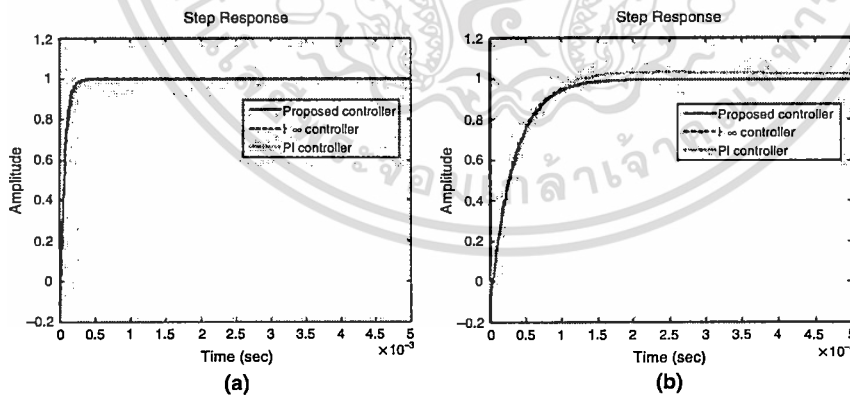 Step Response
1.2
1
0.8
0.6
0.4
0.2
0
−0.2
Amplitude
Proposed controller
∞ controller
PI controller
0 0.5 1 1.5 2 2.5 3 3.5 4 4.5 5
×10⁻³
Time (sec)
(a)
Step Response
1.2
1
0.8
0.6
0.4
0.2
0
−0.2
Amplitude
Proposed controller
∞ controller
PI controller
0 0.5 1 1.5 2 2.5 3 3.5 4 4.5 5
×10⁻
Time (sec)
(b)